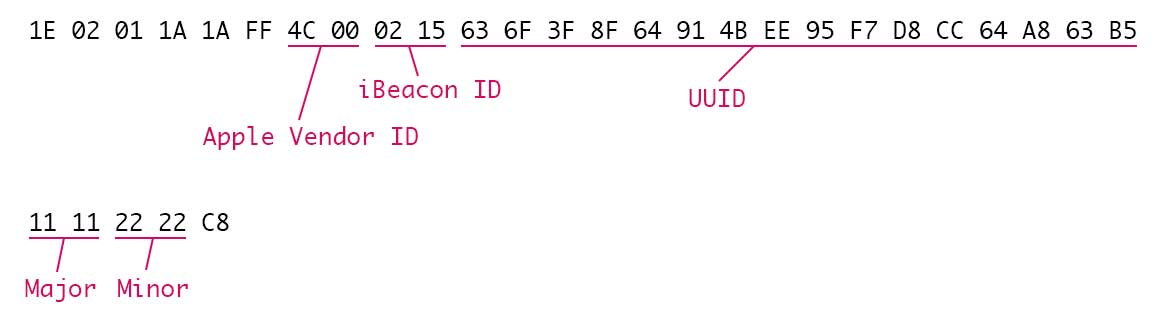 1E 02 01 1A 1A FF 4C 00 02 15 63 6F 3F 8F 64 91 4B EE 95 F7 D8 CC 64 A8 63 B5
iBeacon ID
UUID
Apple Vendor ID
11 11 22 22 C8
Major Minor